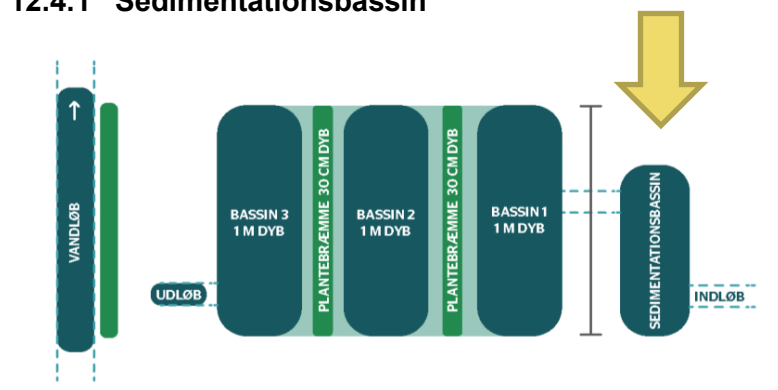 12.4.1 Sedimentationsbassin
VANDLØB
UDLØB
BASSIN 3
1 M DYB
PLANTEBRÆMME 30 CM DYB
BASSIN 2
1 M DYB
PLANTEBRÆMME 30 CM DYB
BASSIN 1
1 M DYB
SEDIMENTATIONSBASSIN
INDLØB